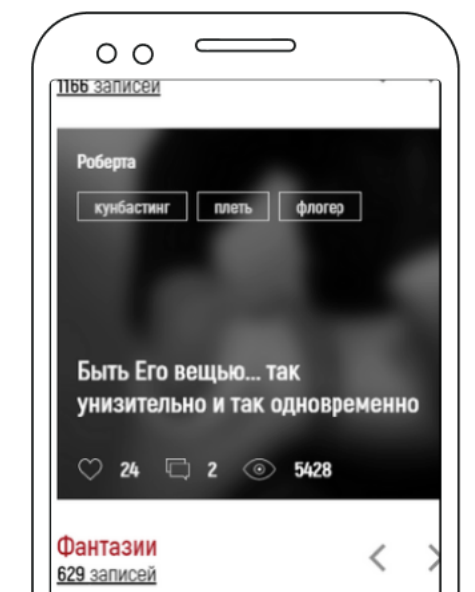 1166 записей
Роберта
кунбастинг плеть флогер
Быть Его вещью... так
унизительно и так одновременно
24 2 5428
Фантазии
629 записей